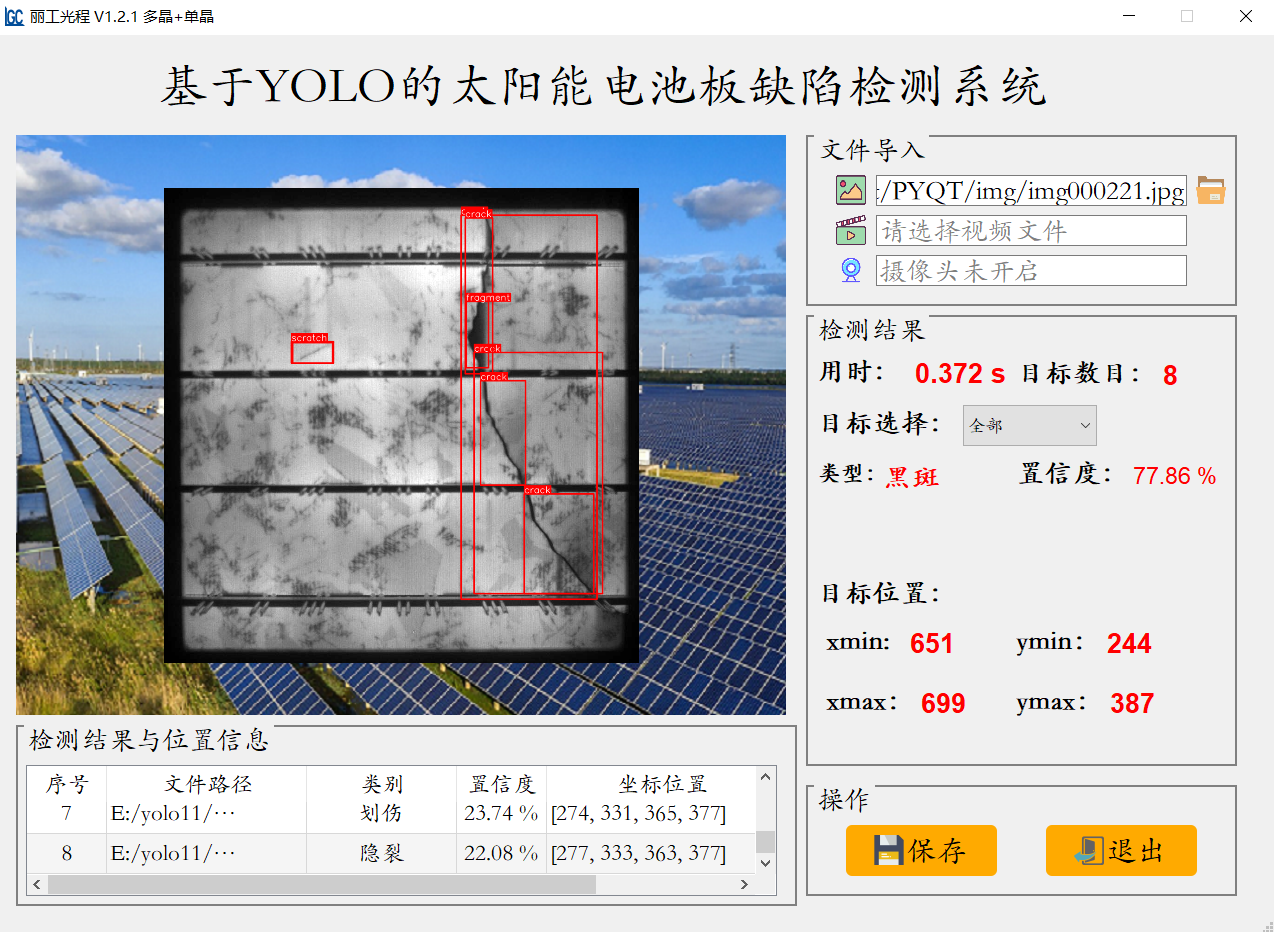 丽工光程 V1.2.1 多晶+单晶
基于YOLO的太阳能电池板缺陷检测系统
crack
fragment
scratch
crack
crack
crack
文件导入
:/PYQT/img/img000221.jpg
请选择视频文件
摄像头未开启
检测结果
用时： 0.372 s 目标数目： 8
目标选择： 全部
类型： 黑斑 置信度： 77.86 %
目标位置：
xmin: 651 ymin: 244
xmax: 699 ymax: 387
检测结果与位置信息
序号 文件路径 类别 置信度 坐标位置
7 E:/yolo11/… 划伤 23.74 % [274, 331, 365, 377]
8 E:/yolo11/… 隐裂 22.08 % [277, 333, 363, 377]
操作
保存 退出